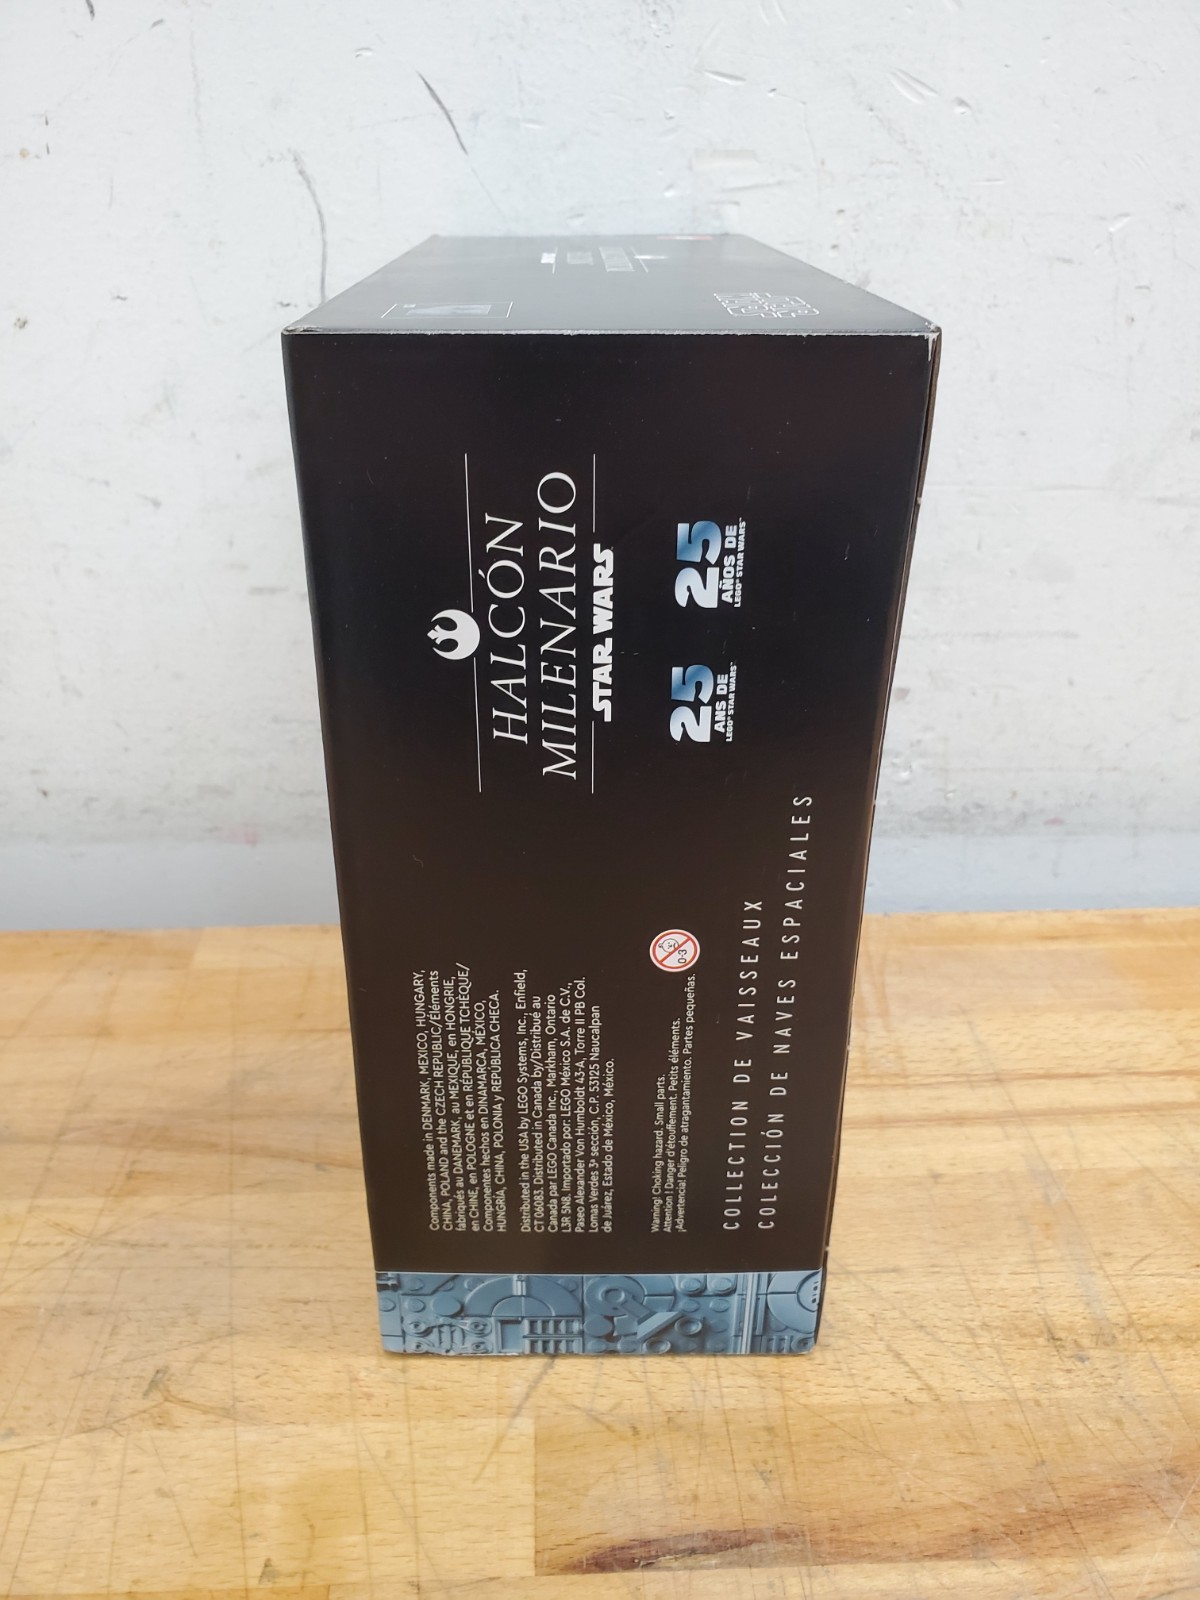 HALCÓN
MILENARIO
STAR WARS
25
ANS DE
LEGO® STAR WARS™
25
AÑOS DE
LEGO® STAR WARS™
Components made in DENMARK, MEXICO, HUNGARY,
CHINA, POLAND and the CZECH REPUBLIC/Éléments
fabriqués au DANEMARK, au MEXIQUE, en HONGRIE,
en CHINE, en POLOGNE et en RÉPUBLIQUE TCHÈQUE/
Componentes hechos en DINAMARCA, MÉXICO,
HUNGRÍA, CHINA, POLONIA y REPÚBLICA CHECA.
Distributed in the USA by LEGO Systems, Inc., Enfield,
CT 06083. Distributed in Canada by/Distribué au
Canada par LEGO Canada Inc., Markham, Ontario
L3R 5N8. Importado por: LEGO México S.A. de C.V.,
Paseo Alexander Von Humboldt 43-A, Torre II PB Col.
Lomas Verdes 3ª sección, C.P. 53125 Naucalpan
de Juárez, Estado de México, México.
Warning! Choking hazard. Small parts.
Attention ! Danger d'étouffement. Petits éléments.
¡Advertencia! Peligro de atragantamiento. Partes pequeñas.
0-3
COLLECTION DE VAISSEAUX
COLECCIÓN DE NAVES ESPACIALES
STAR
WARS